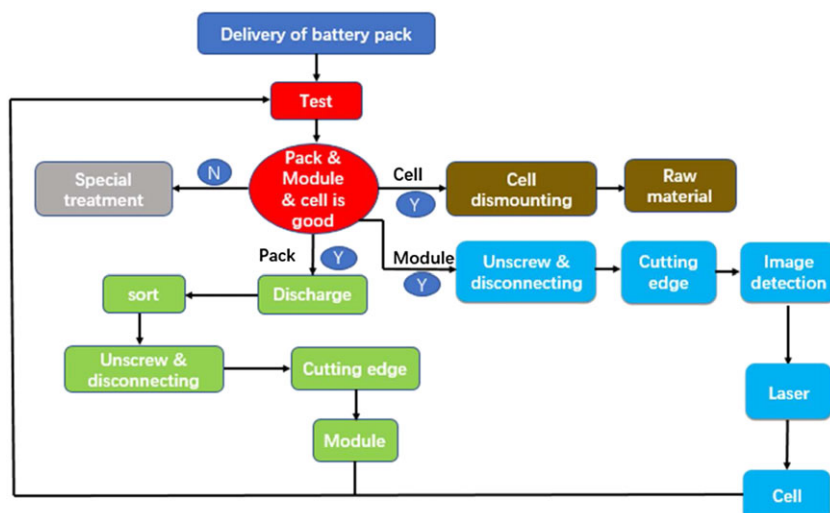 Delivery of battery pack
Test
Pack &
Module
& cell is
good
N
Special
treatment
Cell
Y
Cell
dismounting
Raw
material
Pack
Y
Module
Y
Unscrew &
disconnecting
Cutting
edge
Image
detection
sort
Discharge
Unscrew &
disconnecting
Cutting edge
Module
Laser
Cell